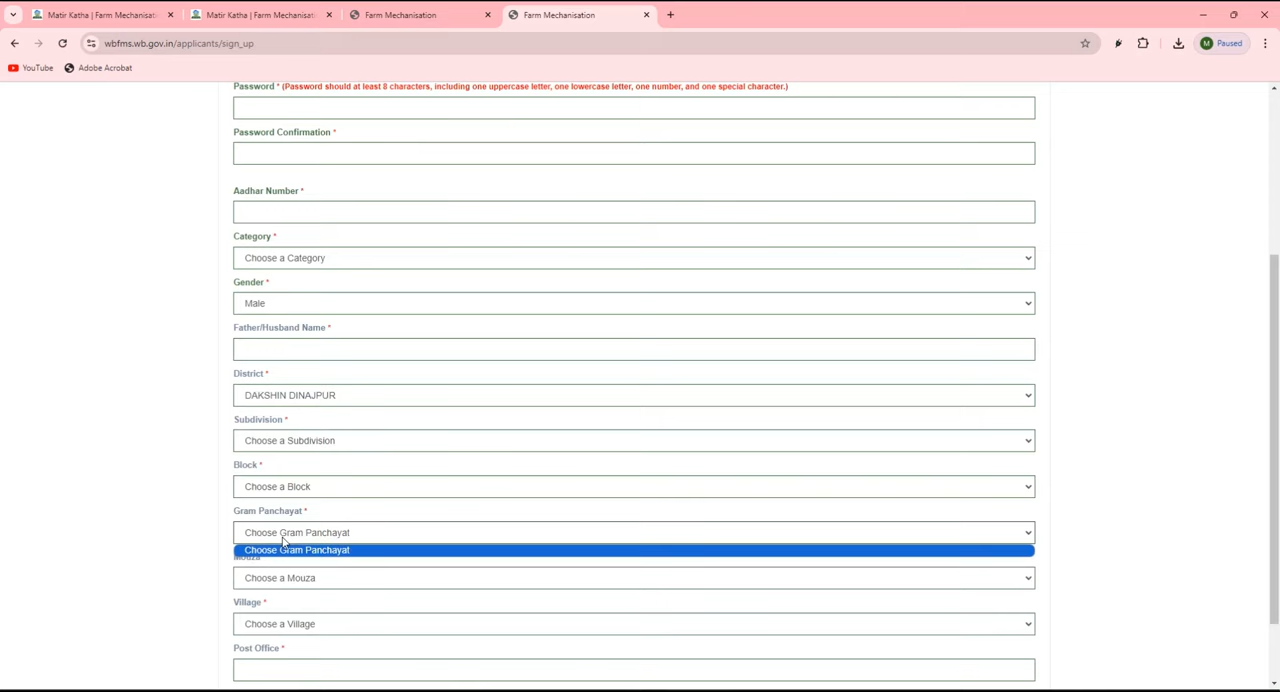 Matir Katha | Farm Mechanisat
Matir Katha | Farm Mechanisat
Farm Mechanisation
Farm Mechanisation
wbfms.wb.gov.in/applicants/sign_up
M Paused
YouTube
Adobe Acrobat
Password * (Password should at least 8 characters, including one uppercase letter, one lowercase letter, one number, and one special character.)
Password Confirmation *
Aadhar Number *
Category *
Choose a Category
Gender *
Male
Father/Husband Name *
District *
DAKSHIN DINAJPUR
Subdivision *
Choose a Subdivision
Block *
Choose a Block
Gram Panchayat *
Choose Gram Panchayat
Choose Gram Panchayat
Mouza
Choose a Mouza
Village *
Choose a Village
Post Office *